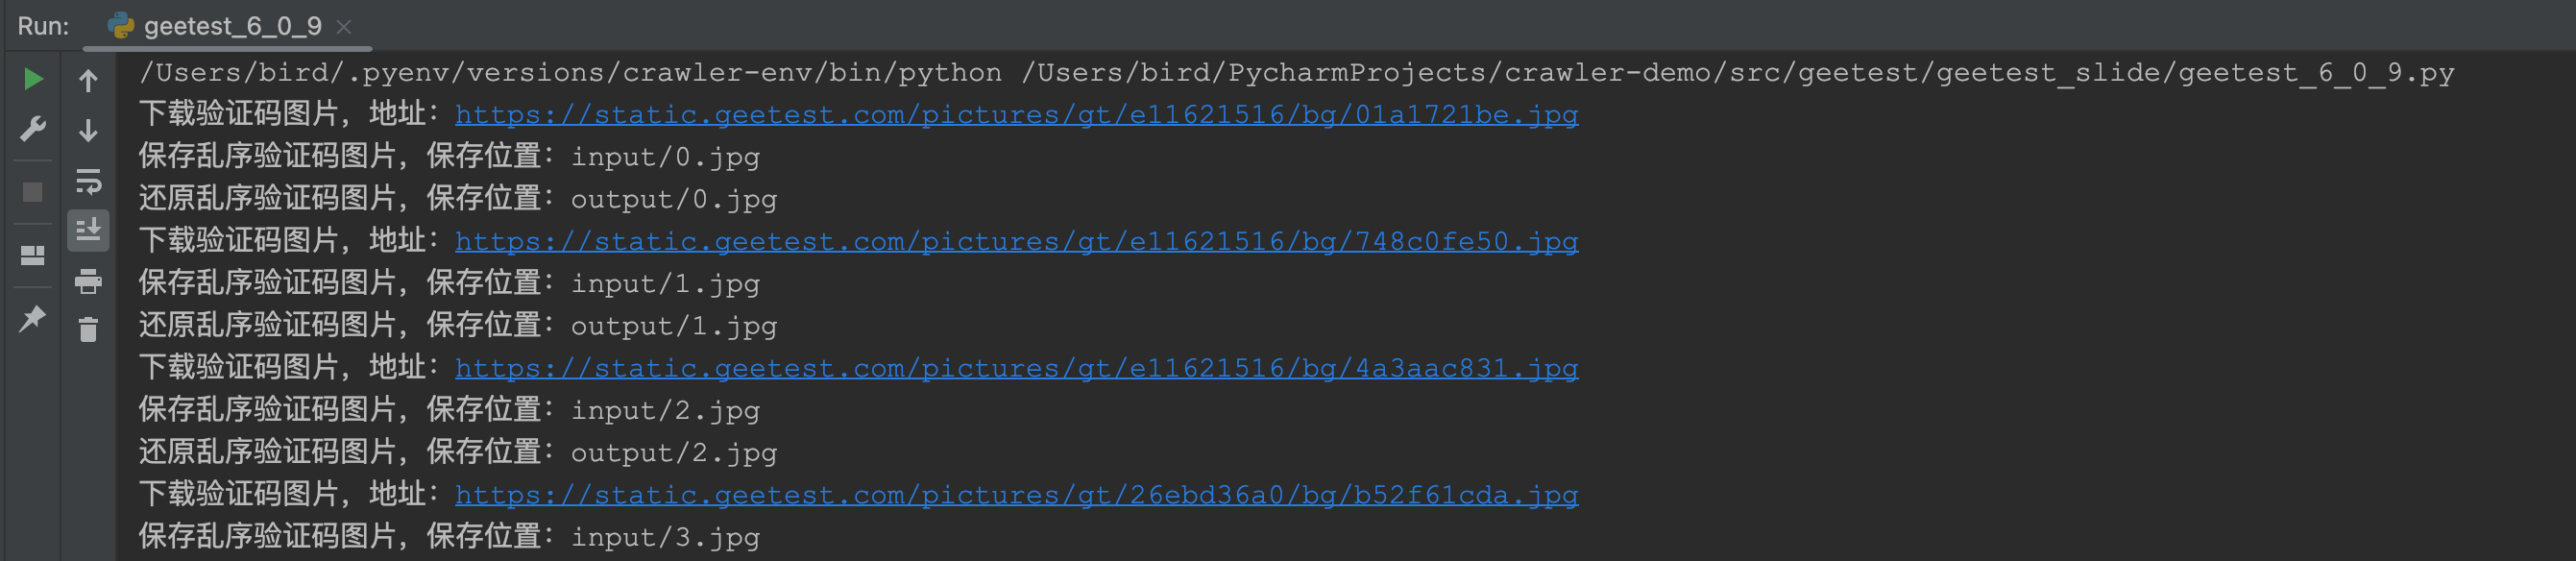 Run: geetest_6_0_9
/Users/bird/.pyenv/versions/crawler-env/bin/python /Users/bird/PycharmProjects/crawler-demo/src/geetest/geetest_slide/geetest_6_0_9.py
下载验证码图片，地址：https://static.geetest.com/pictures/gt/e11621516/bg/01a1721be.jpg
保存乱序验证码图片，保存位置：input/0.jpg
还原乱序验证码图片，保存位置：output/0.jpg
下载验证码图片，地址：https://static.geetest.com/pictures/gt/e11621516/bg/748c0fe50.jpg
保存乱序验证码图片，保存位置：input/1.jpg
还原乱序验证码图片，保存位置：output/1.jpg
下载验证码图片，地址：https://static.geetest.com/pictures/gt/e11621516/bg/4a3aac831.jpg
保存乱序验证码图片，保存位置：input/2.jpg
还原乱序验证码图片，保存位置：output/2.jpg
下载验证码图片，地址：https://static.geetest.com/pictures/gt/26ebd36a0/bg/b52f61cda.jpg
保存乱序验证码图片，保存位置：input/3.jpg